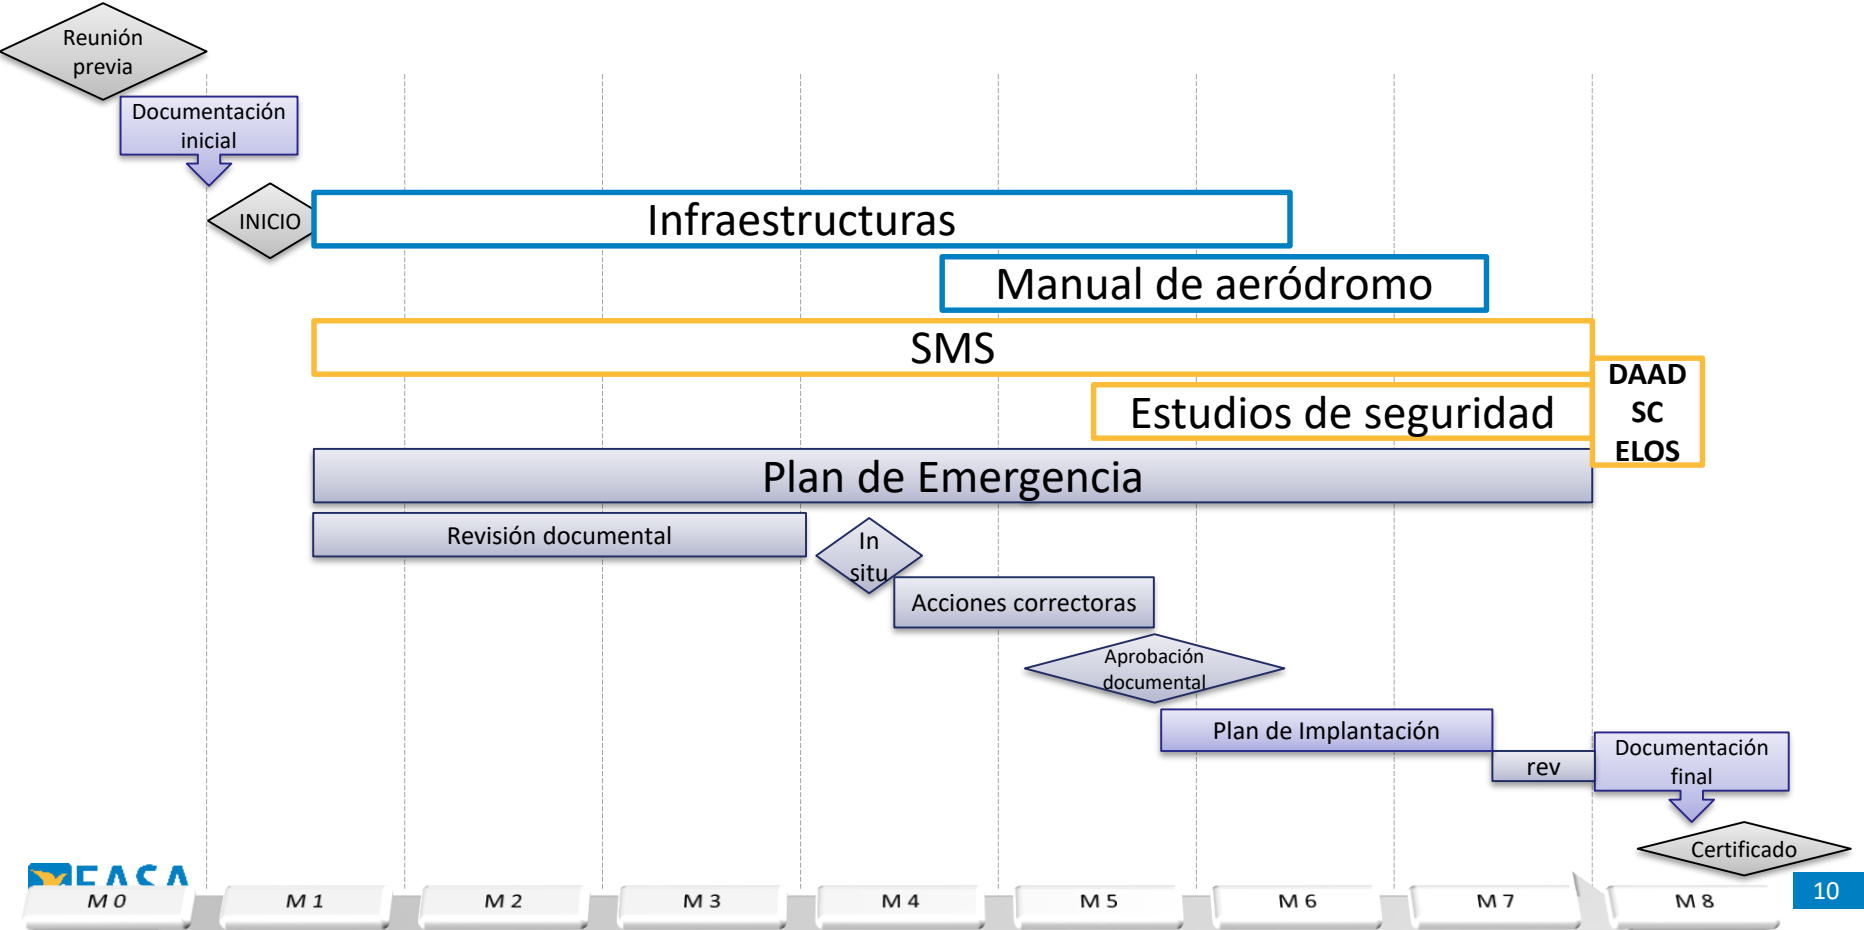 Reunión
previa
Documentación
inicial
INICIO
Infraestructuras
Manual de aeródromo
SMS
DAAD
SC
ELOS
Estudios de seguridad
Plan de Emergencia
Revisión documental
In
situ
Acciones correctoras
Aprobación
documental
Plan de Implantación
rev
Documentación
final
Certificado
EASA
M 0
M 1
M 2
M 3
M 4
M 5
M 6
M 7
M 8
10